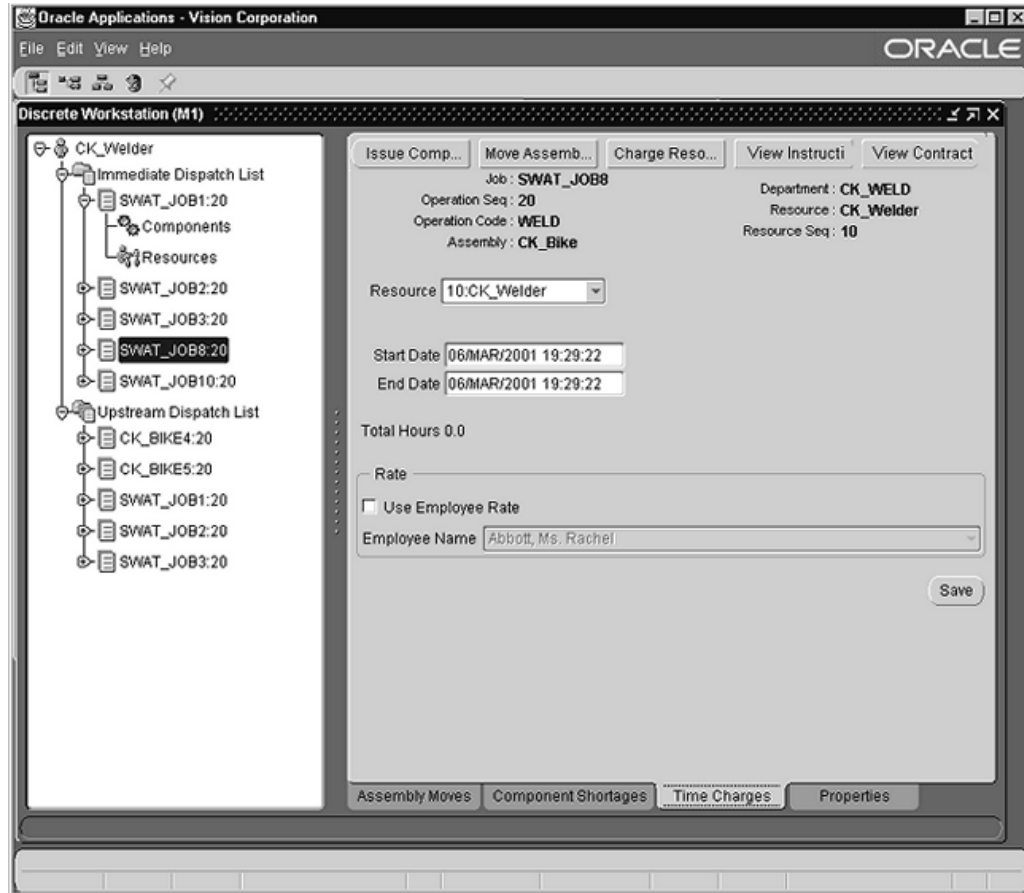 Oracle Applications - Vision Corporation
File Edit View Help
ORACLE
Discrete Workstation (M1)
CK_Welder
Immediate Dispatch List
SWAT_JOB1:20
Components
Resources
SWAT_JOB2:20
SWAT_JOB3:20
SWAT_JOB8:20
SWAT_JOB10:20
Upstream Dispatch List
CK_BIKE4:20
CK_BIKE5:20
SWAT_JOB1:20
SWAT_JOB2:20
SWAT_JOB3:20
Issue Comp... Move Assemb... Charge Reso... View Instructi View Contract
Job : SWAT_JOB8
Operation Seq : 20
Operation Code : WELD
Assembly : CK_Bike
Department : CK_WELD
Resource : CK_Welder
Resource Seq : 10
Resource 10:CK_Welder
Start Date 06/MAR/2001 19:29:22
End Date 06/MAR/2001 19:29:22
Total Hours 0.0
Rate
Use Employee Rate
Employee Name Abbott, Ms. Rachel
Save
Assembly Moves Component Shortages Time Charges Properties